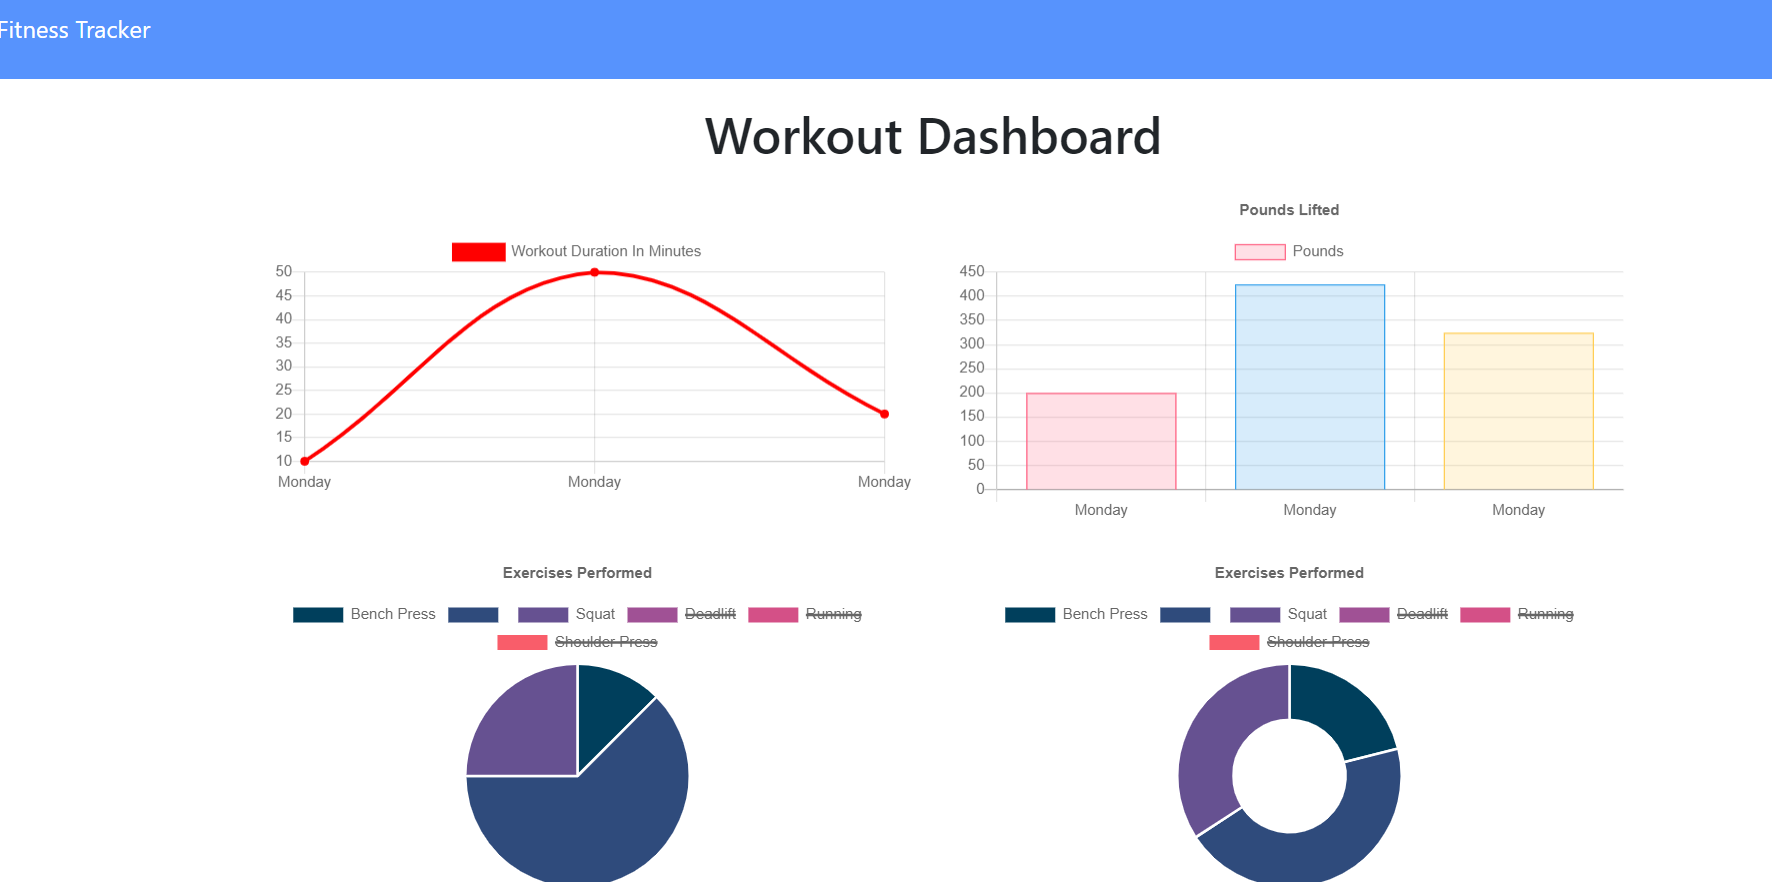 Fitness Tracker
Workout Dashboard
Workout Duration In Minutes
50
45
40
35
30
25
20
15
10
Monday Monday Monday
Pounds Lifted
Pounds
450
400
350
300
250
200
150
100
50
0
Monday Monday Monday
Exercises Performed
Bench Press Squat Deadlift Running
Shoulder Press
Exercises Performed
Bench Press Squat Deadlift Running
Shoulder Press